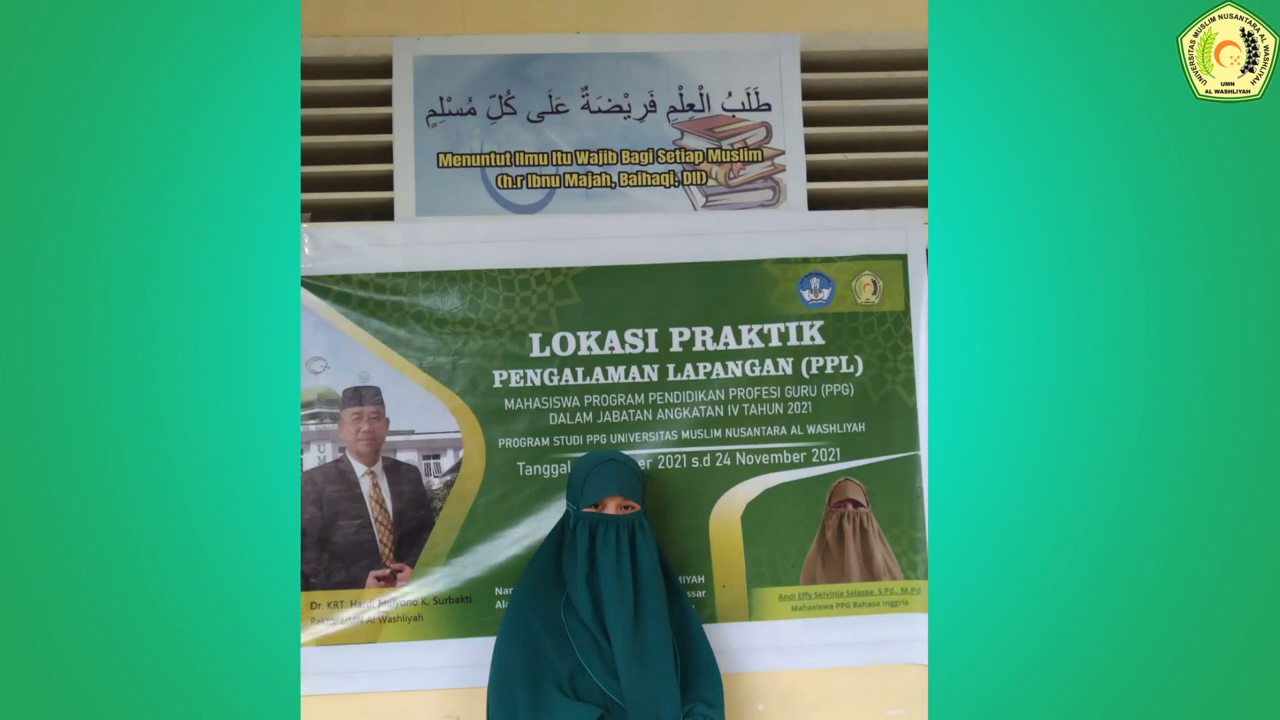 طَلَبُ الْعِلْمِ فَرِيْضَةٌ عَلَى كُلِّ مُسْلِمٍ
Menuntut Ilmu Itu Wajib Bagi Setiap Muslim
(h.r Ibnu Majah, Baihaqi, Dll)
LOKASI PRAKTIK
PENGALAMAN LAPANGAN (PPL)
MAHASISWA PROGRAM PENDIDIKAN PROFESI GURU (PPG)
DALAM JABATAN ANGKATAN IV TAHUN 2021
PROGRAM STUDI PPG UNIVERSITAS MUSLIM NUSANTARA AL WASHLIYAH
Tanggal 2021 s.d 24 November 2021
Dr. KRT. Hardi Mulyono K. Surbakti
Rektor UMN Al Washliyah
Andi Effy Selvinia Salasse, S.Pd., M.Pd
Mahasiswa PPG Bahasa Inggris
UNIVERSITAS MUSLIM NUSANTARA AL WASHLIYAH
UMN
AL WASHLIYAH